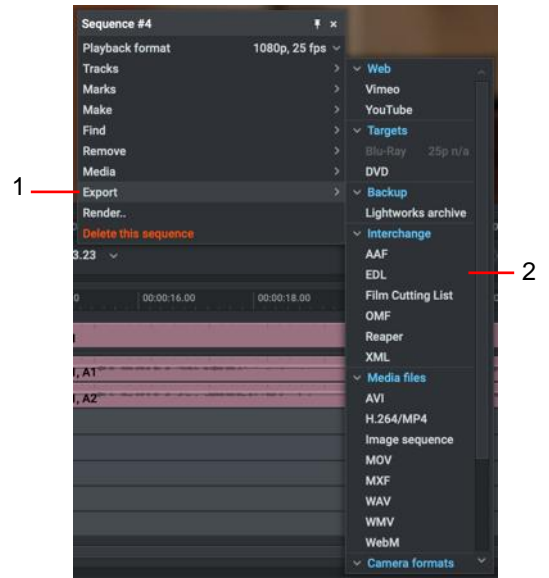 Sequence #4
Playback format 1080p, 25 fps
Tracks
Marks
Make
Find
Remove
Media
1
Export
Render..
Delete this sequence
3.23
00:00:16.00 00:00:18.00
, A1
, A2
Web
Vimeo
YouTube
Targets
Blu-Ray 25p n/a
DVD
Backup
Lightworks archive
Interchange
AAF
EDL
2
Film Cutting List
OMF
Reaper
XML
Media files
AVI
H.264/MP4
Image sequence
MOV
MXF
WAV
WMV
WebM
Camera formats